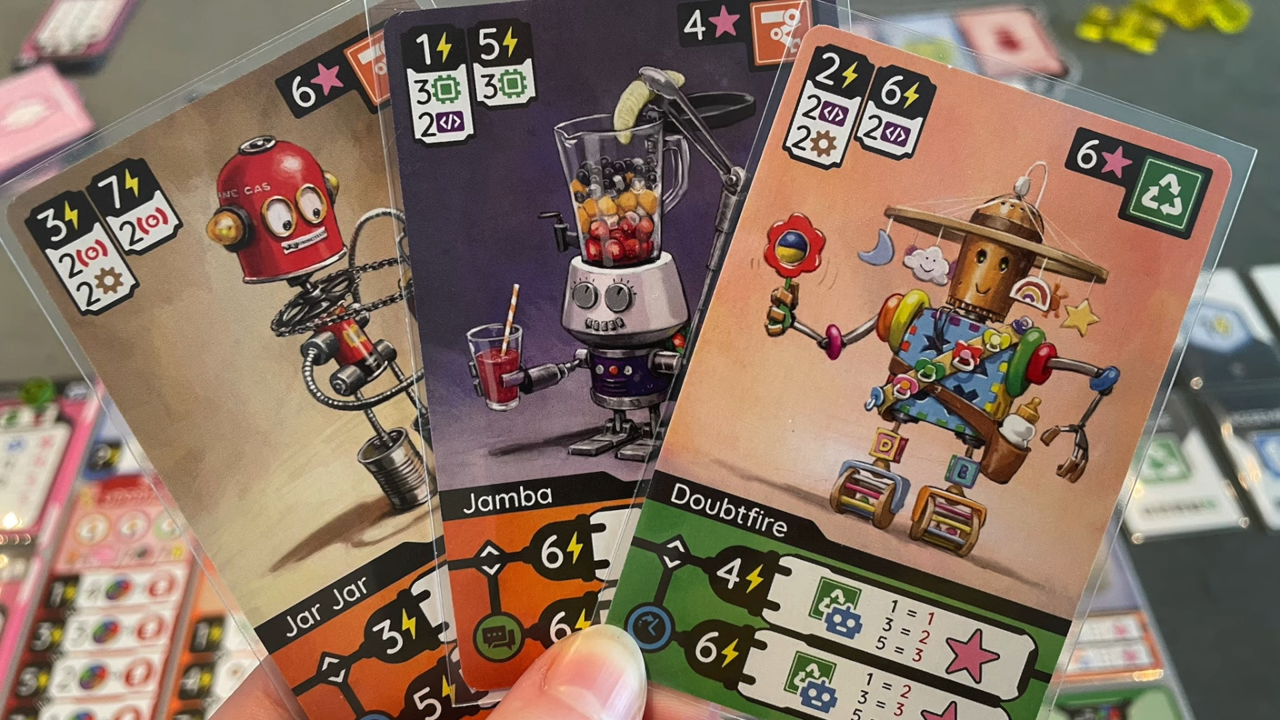 6
3 7
2 2
2
Jar Jar
3
5
1 5
3 3
2
4
Jamba
6
6
2 6
2 </> 2 </>
2
6
D
B
Doubtfire
4
1 = 1
3 = 2
5 = 3
6
1 = 2
3 =